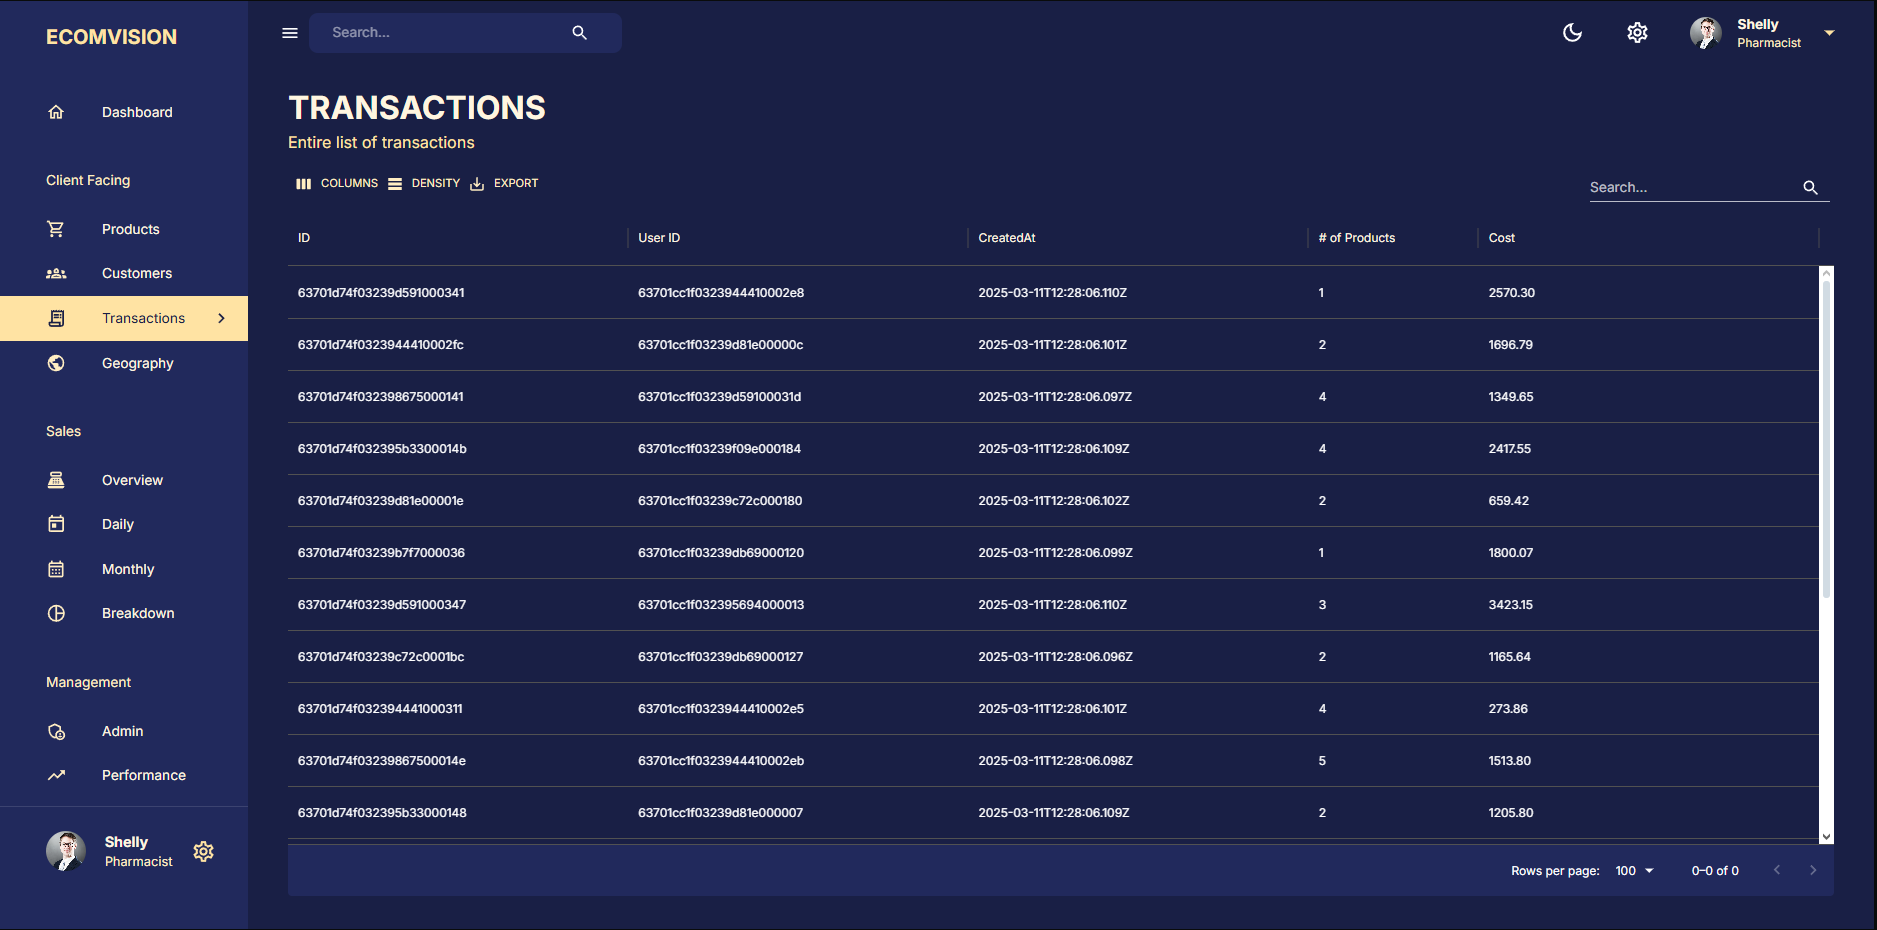 ECOMVISION
Search...
Shelly
Pharmacist
Dashboard
Client Facing
Products
Customers
Transactions
Geography
Sales
Overview
Daily
Monthly
Breakdown
Management
Admin
Performance
Shelly
Pharmacist
TRANSACTIONS
Entire list of transactions
COLUMNS DENSITY EXPORT
Search...
ID User ID CreatedAt # of Products Cost
63701d74f03239d591000341 63701cc1f0323944410002e8 2025-03-11T12:28:06.110Z 1 2570.30
63701d74f0323944410002fc 63701cc1f03239d81e00000c 2025-03-11T12:28:06.101Z 2 1696.79
63701d74f032398675000141 63701cc1f03239d59100031d 2025-03-11T12:28:06.097Z 4 1349.65
63701d74f032395b3300014b 63701cc1f03239f09e000184 2025-03-11T12:28:06.109Z 4 2417.55
63701d74f03239d81e00001e 63701cc1f03239c72c000180 2025-03-11T12:28:06.102Z 2 659.42
63701d74f03239b7f7000036 63701cc1f03239db69000120 2025-03-11T12:28:06.099Z 1 1800.07
63701d74f03239d591000347 63701cc1f032395694000013 2025-03-11T12:28:06.110Z 3 3423.15
63701d74f03239c72c0001bc 63701cc1f03239db69000127 2025-03-11T12:28:06.096Z 2 1165.64
63701d74f032394441000311 63701cc1f0323944410002e5 2025-03-11T12:28:06.101Z 4 273.86
63701d74f03239867500014e 63701cc1f0323944410002eb 2025-03-11T12:28:06.098Z 5 1513.80
63701d74f032395b33000148 63701cc1f03239d81e000007 2025-03-11T12:28:06.109Z 2 1205.80
Rows per page: 100 0–0 of 0